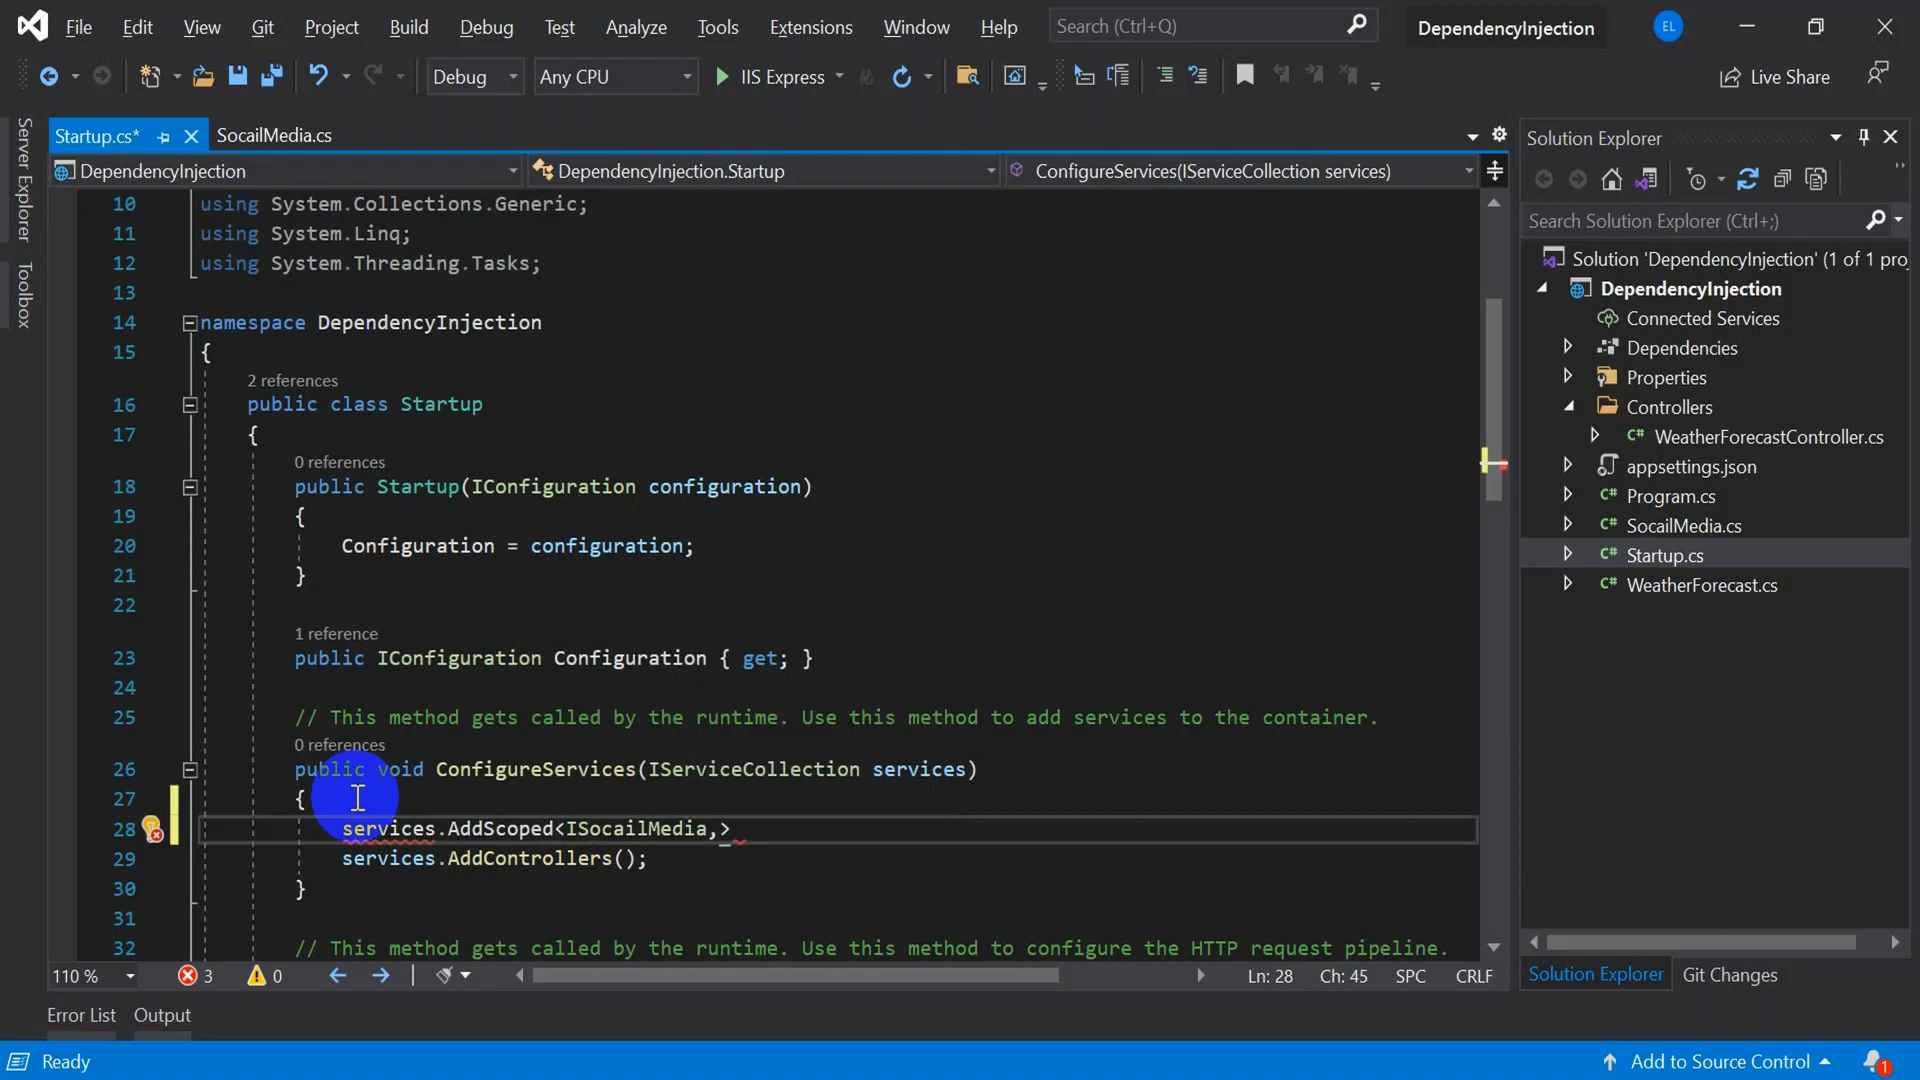 File Edit View Git Project Build Debug Test Analyze Tools Extensions Window Help Search (Ctrl+Q) DependencyInjection EL
Debug Any CPU IIS Express Live Share
Server Explorer
Toolbox
Startup.cs* SocailMedia.cs
DependencyInjection DependencyInjection.Startup ConfigureServices(IServiceCollection services)
10 using System.Collections.Generic;
11 using System.Linq;
12 using System.Threading.Tasks;
13
14 namespace DependencyInjection
15 {
2 references
16 public class Startup
17 {
0 references
18 public Startup(IConfiguration configuration)
19 {
20 Configuration = configuration;
21 }
22
1 reference
23 public IConfiguration Configuration { get; }
24
25 // This method gets called by the runtime. Use this method to add services to the container.
0 references
26 public void ConfigureServices(IServiceCollection services)
27 {
28 services.AddScoped<ISocailMedia,>
29 services.AddControllers();
30 }
31
32 // This method gets called by the runtime. Use this method to configure the HTTP request pipeline.
110 % 3 0 Ln: 28 Ch: 45 SPC CRLF
Solution Explorer
Search Solution Explorer (Ctrl+;)
Solution 'DependencyInjection' (1 of 1 pro
DependencyInjection
Connected Services
Dependencies
Properties
Controllers
C# WeatherForecastController.cs
appsettings.json
C# Program.cs
C# SocailMedia.cs
C# Startup.cs
C# WeatherForecast.cs
Solution Explorer Git Changes
Error List Output
Ready Add to Source Control 1